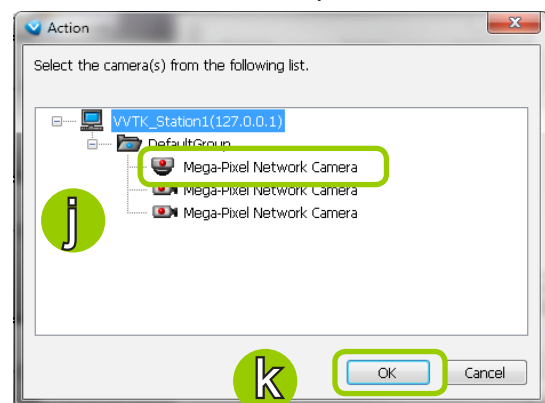 Action
Select the camera(s) from the following list.
VVTK_Station1(127.0.0.1)
DefaultGroup
Mega-Pixel Network Camera
Mega-Pixel Network Camera
j
Mega-Pixel Network Camera
k
OK
Cancel